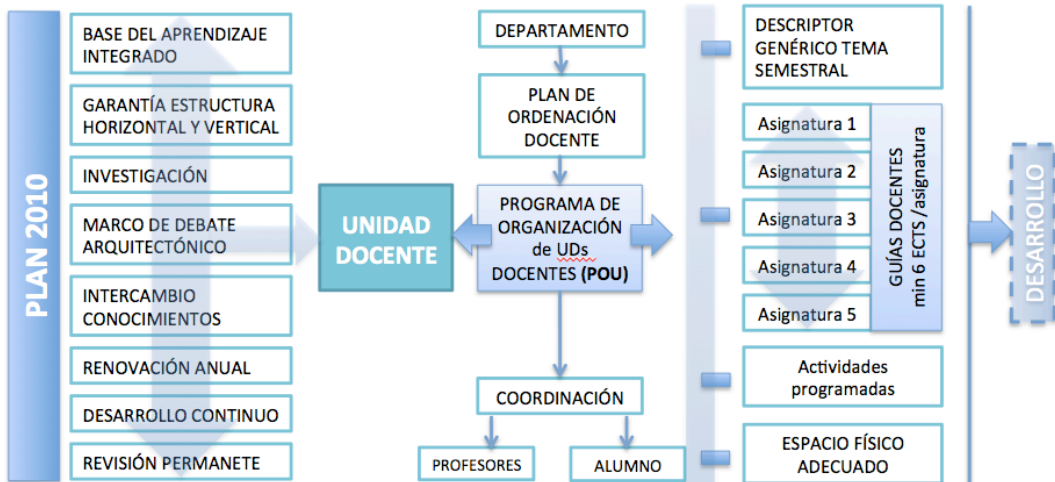 PLAN 2010
BASE DEL APRENDIZAJE
INTEGRADO
GARANTÍA ESTRUCTURA
HORIZONTAL Y VERTICAL
INVESTIGACIÓN
MARCO DE DEBATE
ARQUITECTÓNICO
INTERCAMBIO
CONOCIMIENTOS
RENOVACIÓN ANUAL
DESARROLLO CONTINUO
REVISIÓN PERMANETE
UNIDAD
DOCENTE
DEPARTAMENTO
PLAN DE
ORDENACIÓN
DOCENTE
PROGRAMA DE
ORGANIZACIÓN
de UDs
DOCENTES (POU)
COORDINACIÓN
PROFESORES
ALUMNO
DESCRIPTOR
GENÉRICO TEMA
SEMESTRAL
Asignatura 1
Asignatura 2
Asignatura 3
Asignatura 4
Asignatura 5
GUÍAS DOCENTES
min 6 ECTS /asignatura
Actividades
programadas
ESPACIO FÍSICO
ADECUADO
DESARROLLO